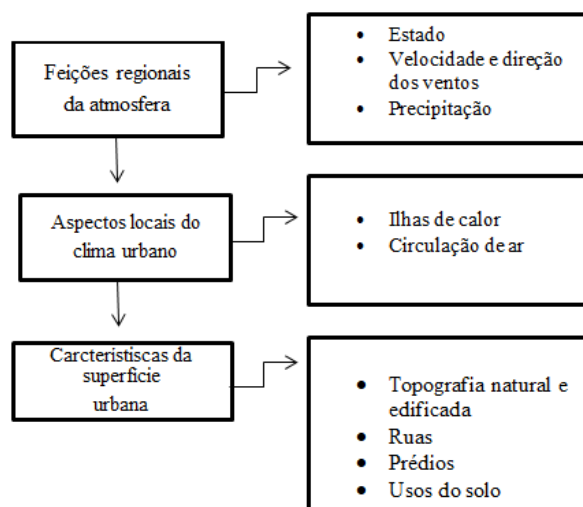 Feições regionais
da atmosfera
• Estado
• Velocidade e direção
dos ventos
• Precipitação
Aspectos locais do
clima urbano
• Ilhas de calor
• Circulação de ar
Carcteristiscas da
superfície
urbana
• Topografia natural e
edificada
• Ruas
• Prédios
• Usos do solo